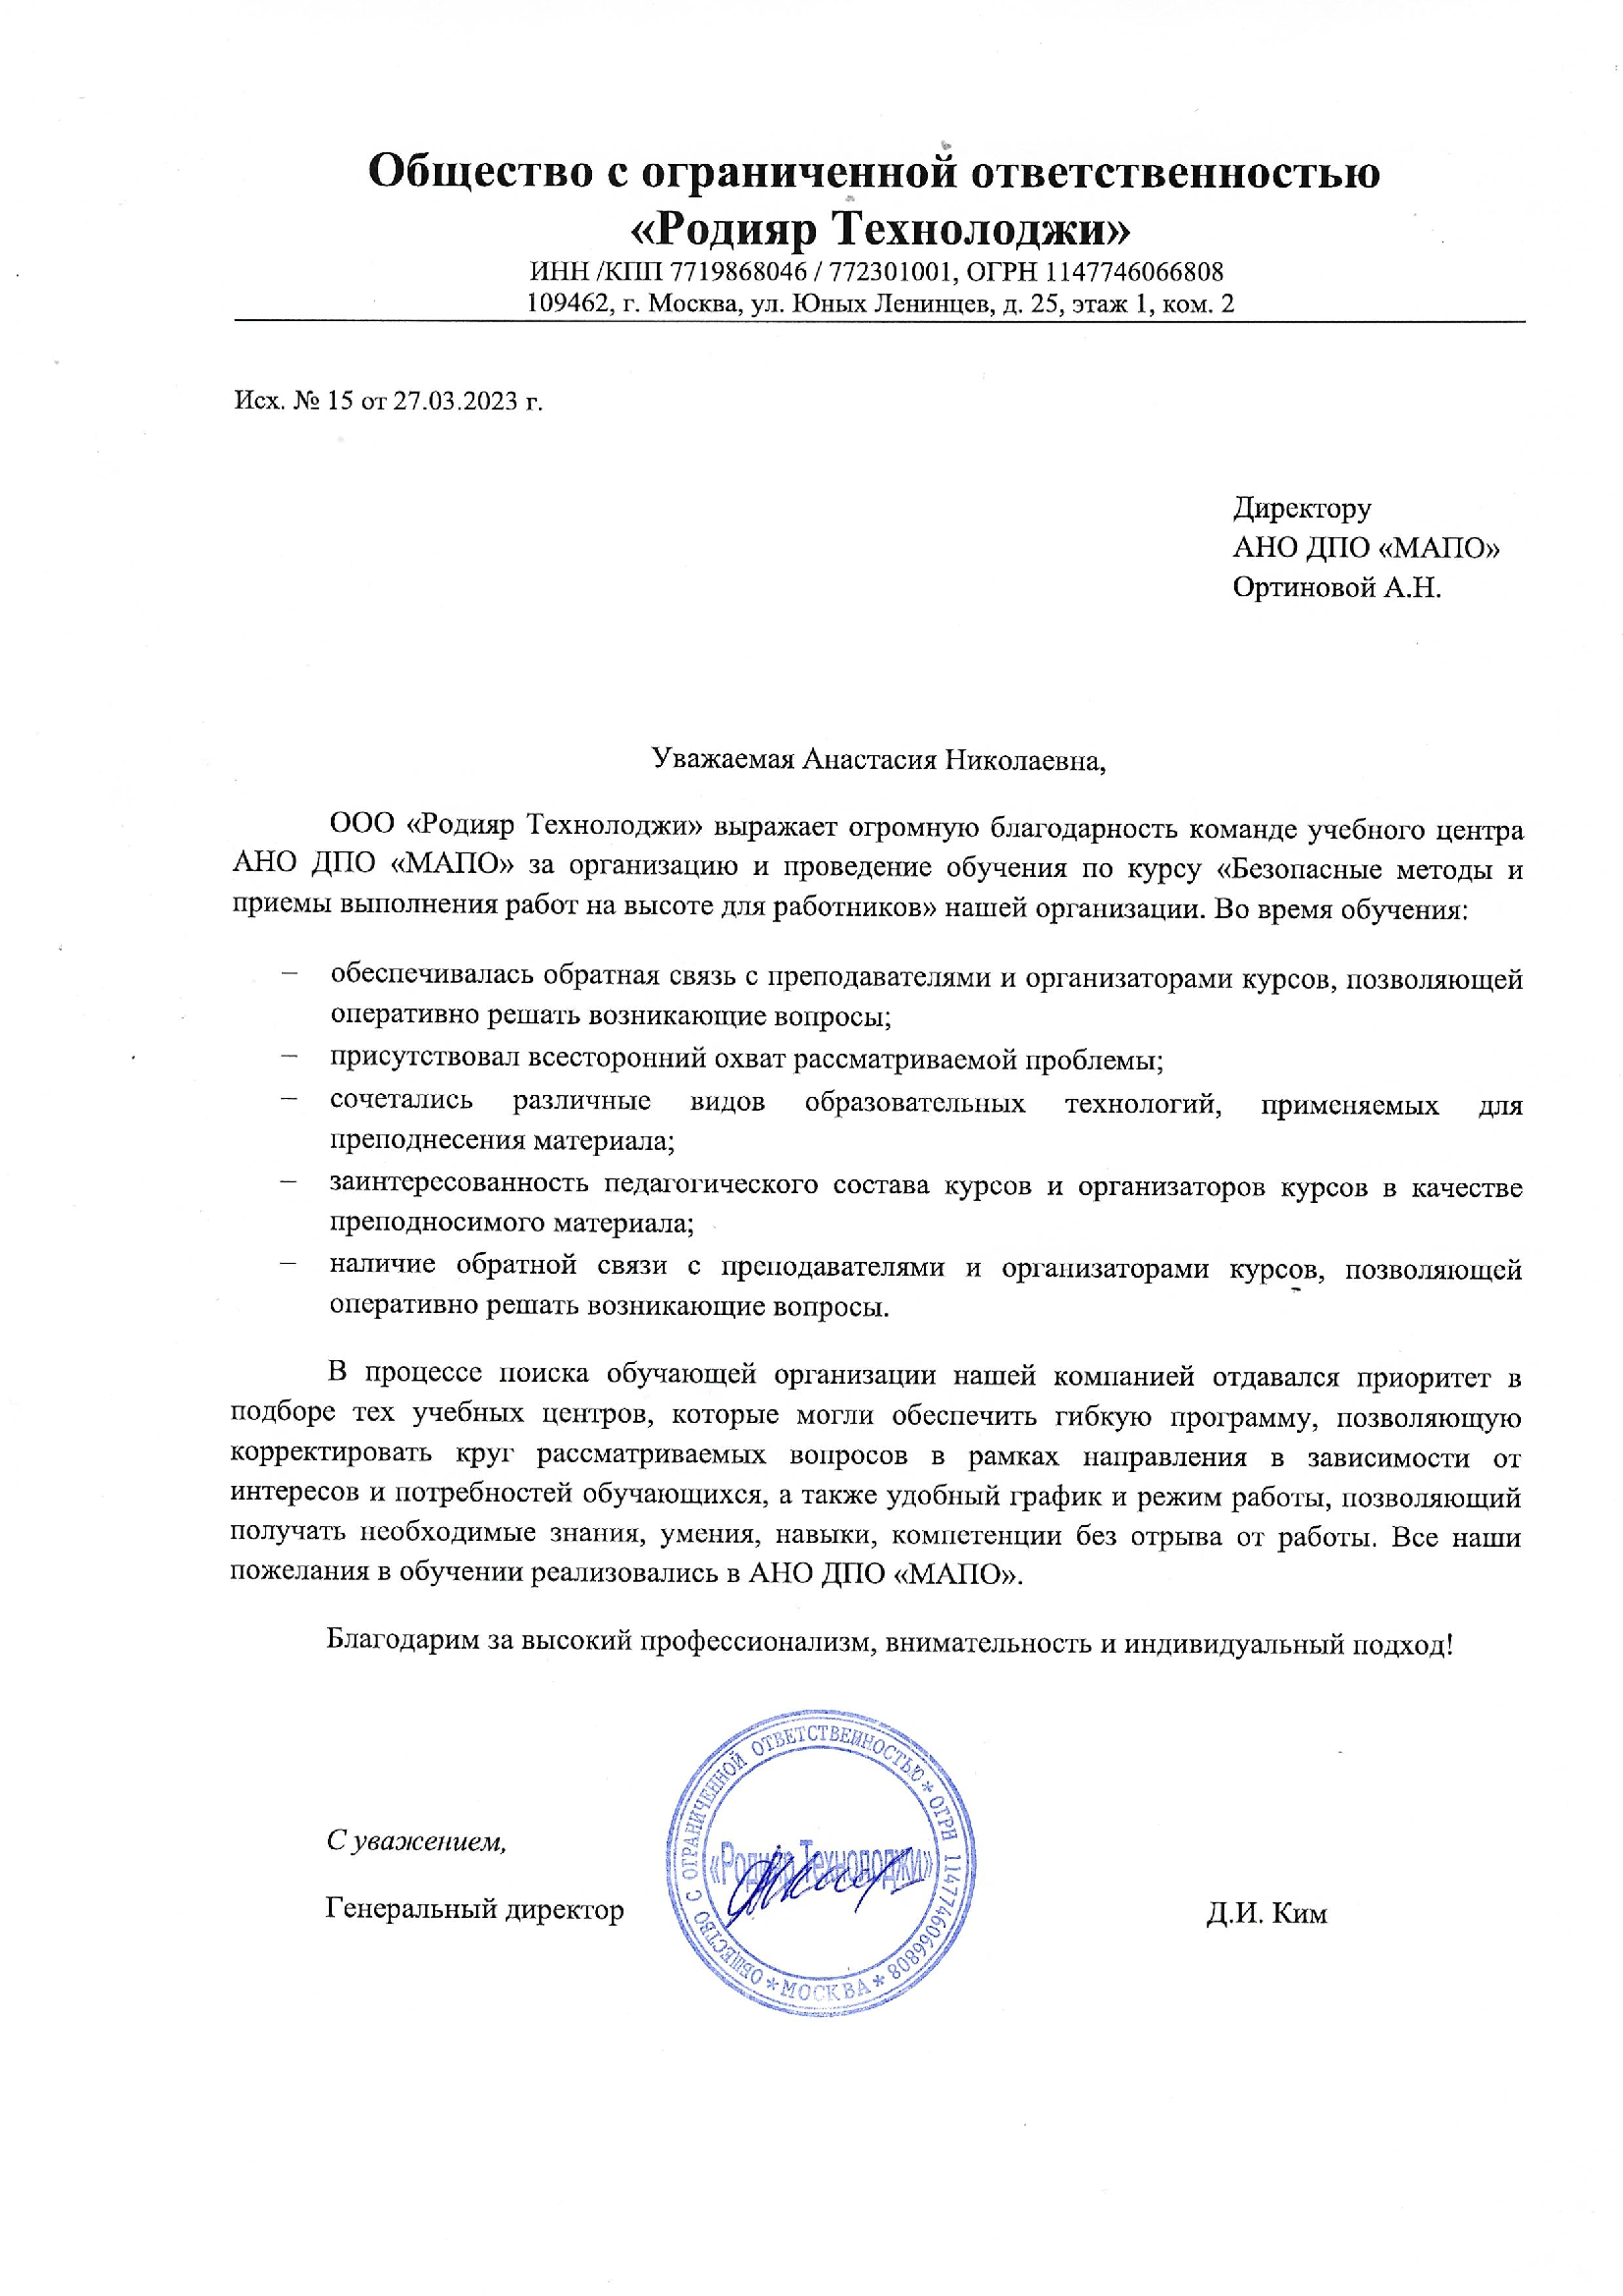 Общество с ограниченной ответственностью
«Родияр Технолоджи»
ИНН /КПП 7719868046 / 772301001, ОГРН 1147746066808
109462, г. Москва, ул. Юных Ленинцев, д. 25, этаж 1, ком. 2
Исх. № 15 от 27.03.2023 г.
Директору
АНО ДПО «МАПО»
Ортиновой А.Н.
Уважаемая Анастасия Николаевна,
ООО «Родияр Технолоджи» выражает огромную благодарность команде учебного центра
АНО ДПО «МАПО» за организацию и проведение обучения по курсу «Безопасные методы и
приемы выполнения работ на высоте для работников» нашей организации. Во время обучения:
– обеспечивалась обратная связь с преподавателями и организаторами курсов, позволяющей
оперативно решать возникающие вопросы;
– присутствовал всесторонний охват рассматриваемой проблемы;
– сочетались различные видов образовательных технологий, применяемых для
преподнесения материала;
– заинтересованность педагогического состава курсов и организаторов курсов в качестве
преподносимого материала;
– наличие обратной связи с преподавателями и организаторами курсов, позволяющей
оперативно решать возникающие вопросы.
В процессе поиска обучающей организации нашей компанией отдавался приоритет в
подборе тех учебных центров, которые могли обеспечить гибкую программу, позволяющую
корректировать круг рассматриваемых вопросов в рамках направления в зависимости от
интересов и потребностей обучающихся, а также удобный график и режим работы, позволяющий
получать необходимые знания, умения, навыки, компетенции без отрыва от работы. Все наши
пожелания в обучении реализовались в АНО ДПО «МАПО».
Благодарим за высокий профессионализм, внимательность и индивидуальный подход!
С уважением,
Генеральный директор
Д.И. Ким
ОБЩЕСТВО С ОГРАНИЧЕННОЙ ОТВЕТСТВЕННОСТЬЮ * ОГРН 1147746066808
* МОСКВА *
«Родияр Технолоджи»